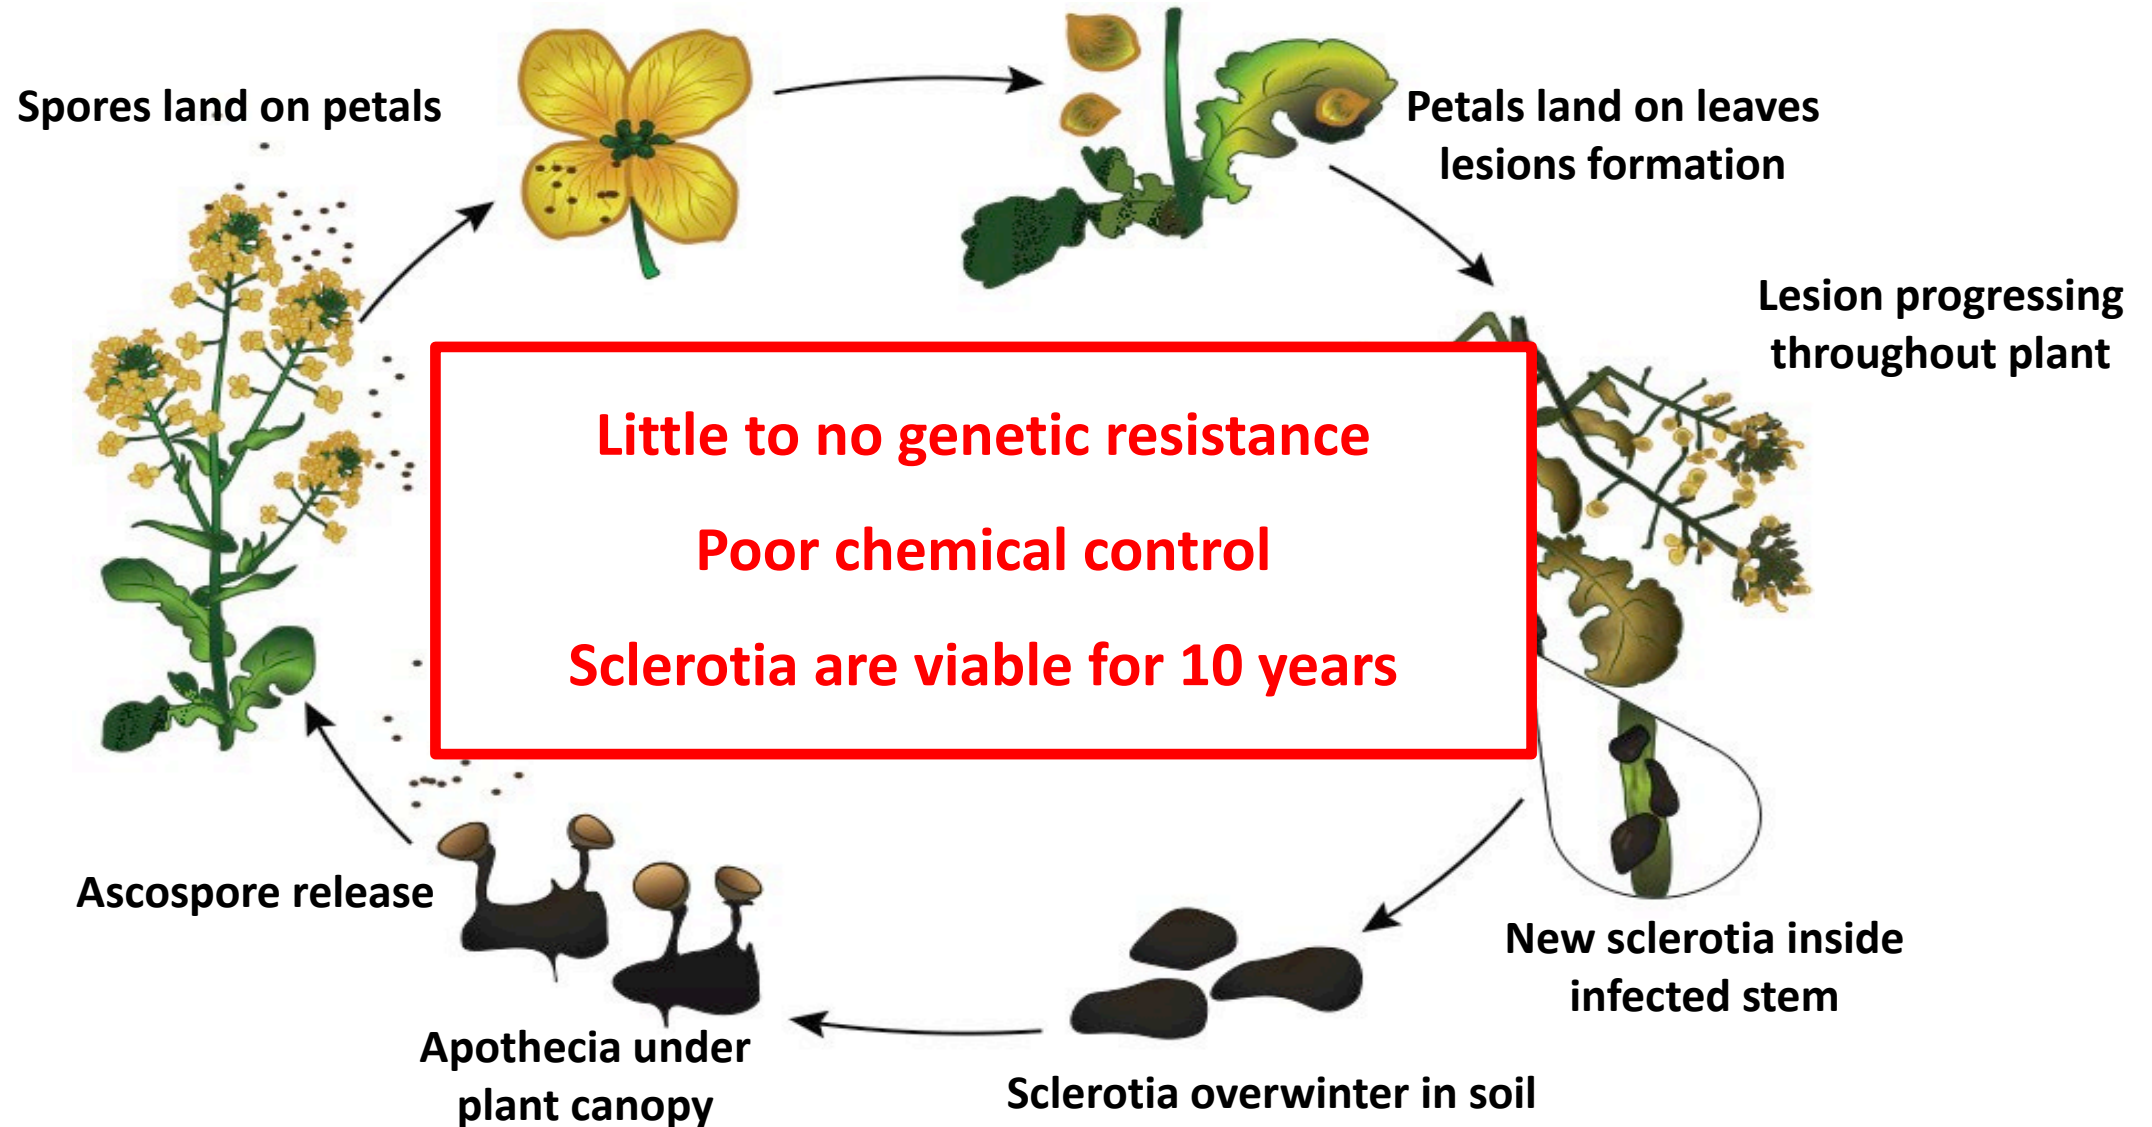 Spores land on petals
Petals land on leaves
lesions formation
Lesion progressing
throughout plant
Little to no genetic resistance
Poor chemical control
Sclerotia are viable for 10 years
Ascospore release
New sclerotia inside
infected stem
Apothecia under
plant canopy
Sclerotia overwinter in soil